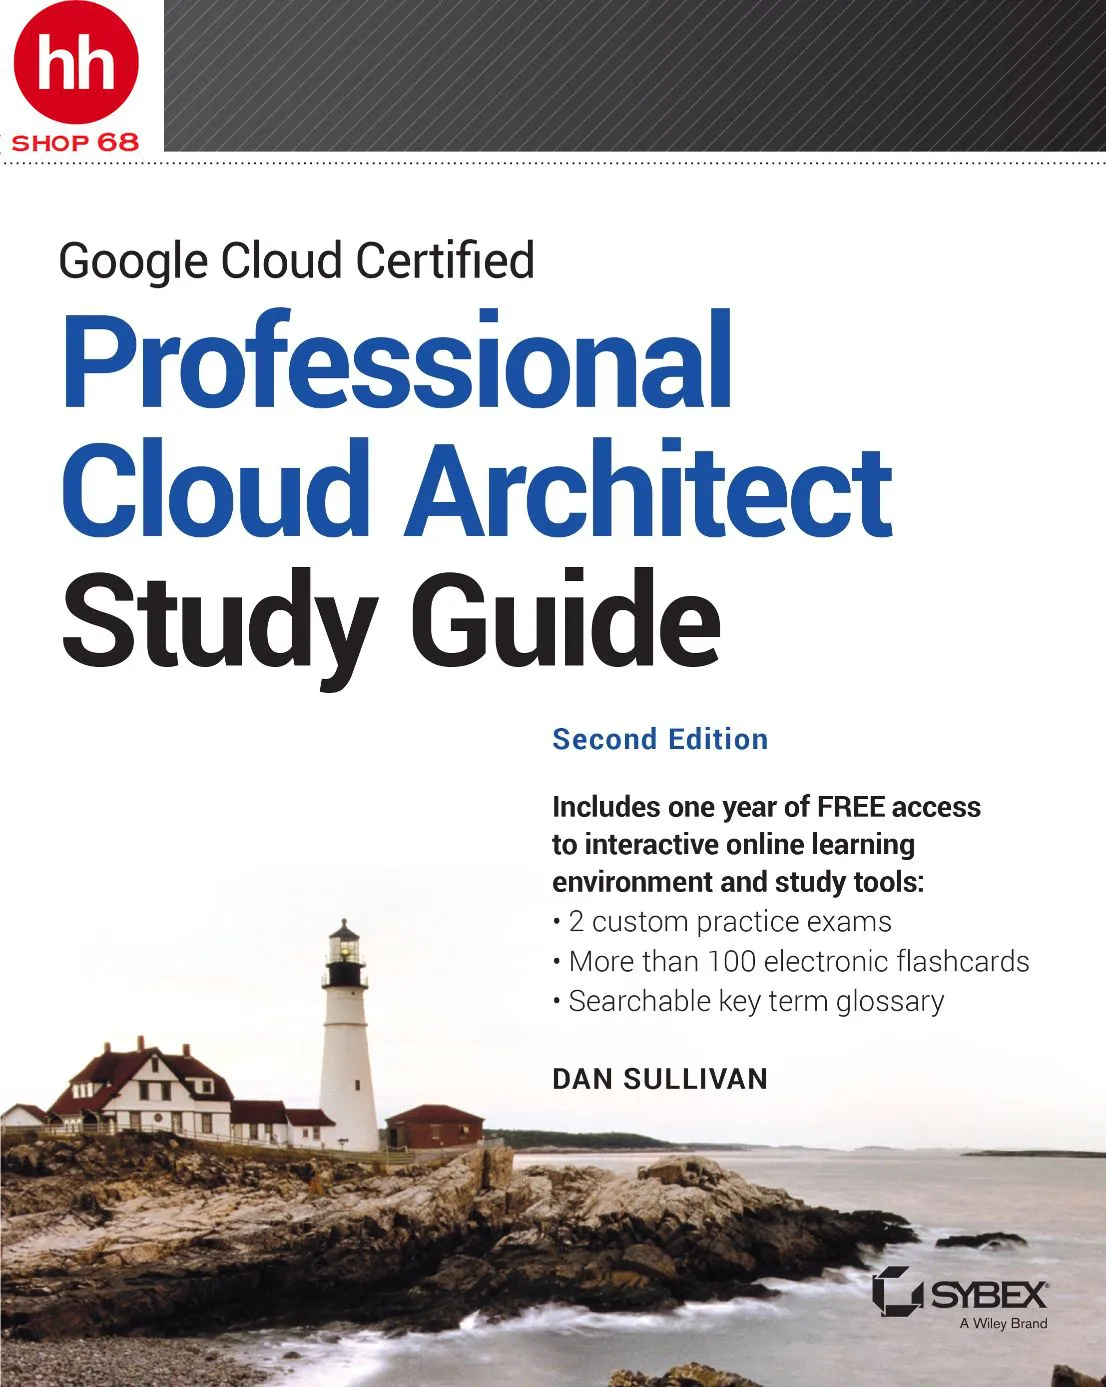 hh
SHOP 68
Google Cloud Certified
Professional
Cloud Architect
Study Guide
Second Edition
Includes one year of FREE access
to interactive online learning
environment and study tools:
• 2 custom practice exams
• More than 100 electronic flashcards
• Searchable key term glossary
DAN SULLIVAN
SYBEX®
A Wiley Brand